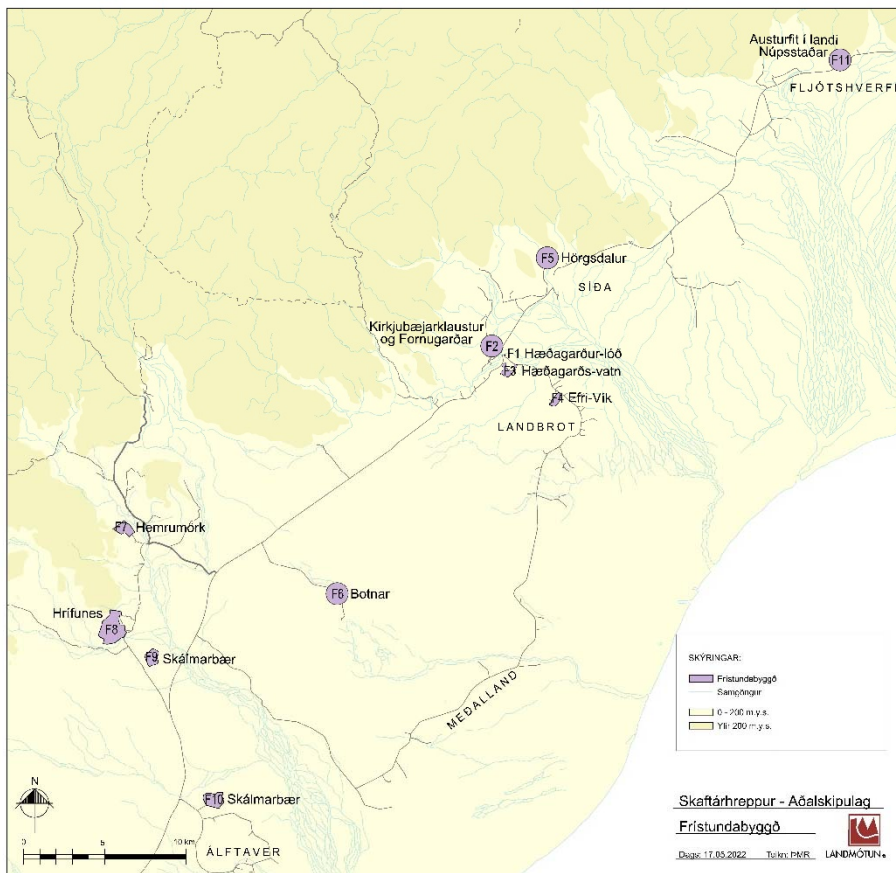 Austurfit í landi
Núpsstaðar
F11
FLJÓTSHVERFI
F5 Hörgsdalur
SÍÐA
Kirkjubæjarklaustur
og Fornugarðar
F2
F1 Hæðagarður-lóð
F3 Hæðagarðs-vatn
F4 Efri-Vík
LANDBROT
F7 Hemrumörk
F6 Botnar
Hrífunes
F8
F9 Skálmarbær
MEÐALLAND
F10 Skálmarbær
ÁLFTAVER
N
0 5 10 km
SKÝRINGAR:
Frístundabyggð
Samgöngur
0 - 200 m.y.s.
Yfir 200 m.y.s.
Skaftárhreppur - Aðalskipulag
Frístundabyggð
Dags: 17.05.2022 Teikn: ÞMR
LANDMÓTUN